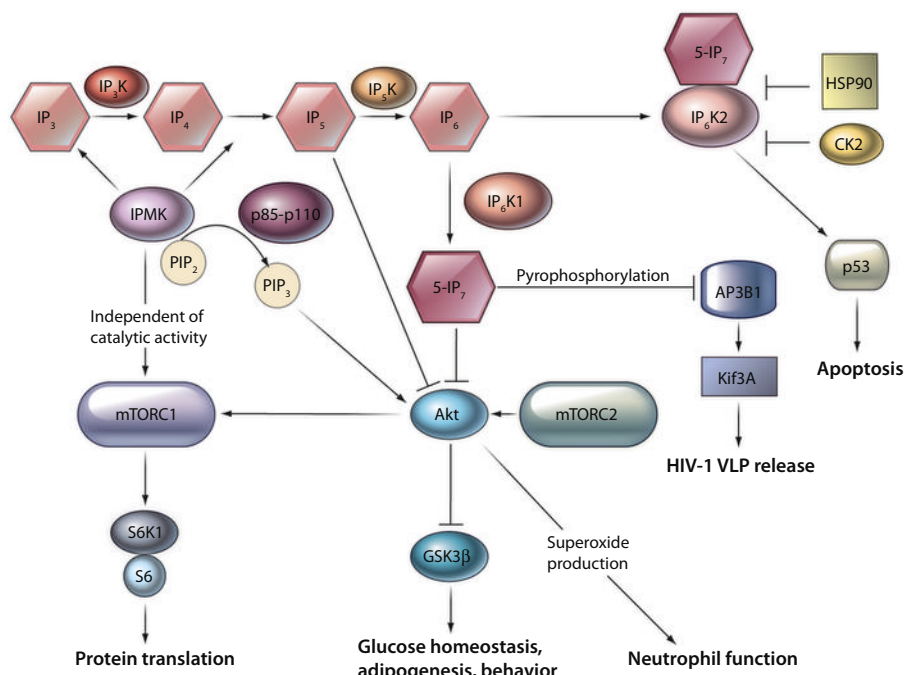 5-IP₇
HSP90
IP₃K
IP₅K
IP₃
IP₄
IP₅
IP₆
IP₆K2
CK2
IPMK
p85-p110
IP₆K1
PIP₂
PIP₃
5-IP₇
Pyrophosphorylation
AP3B1
p53
Independent of
catalytic activity
Kif3A
Apoptosis
mTORC1
Akt
mTORC2
HIV-1 VLP release
S6K1
GSK3β
Superoxide
production
S6
Protein translation
Glucose homeostasis,
adipogenesis, behavior
Neutrophil function